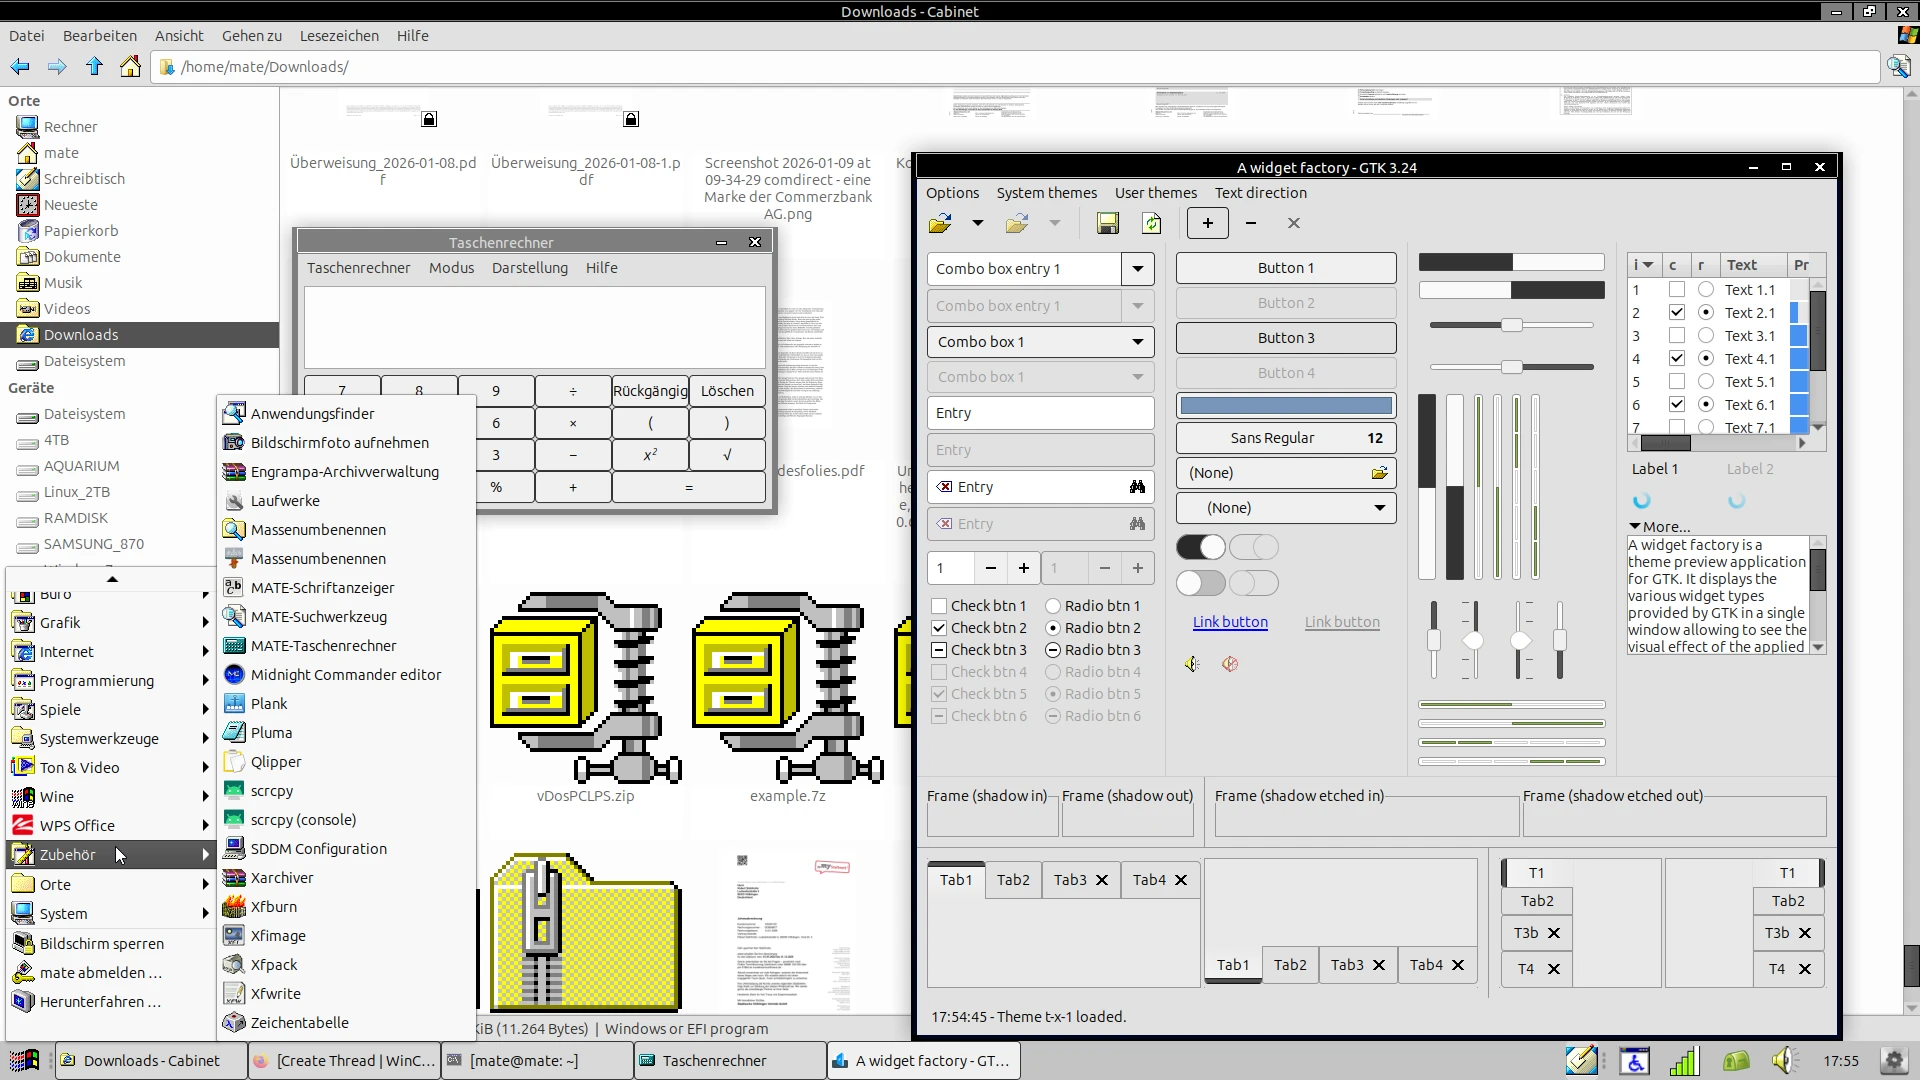 Downloads - Cabinet
Datei Bearbeiten Ansicht Gehen zu Lesezeichen Hilfe
/home/mate/Downloads/
Orte
Rechner
mate
Schreibtisch
Neueste
Papierkorb
Dokumente
Musik
Videos
Downloads
Dateisystem
Geräte
Dateisystem
4TB
AQUARIUM
Linux_2TB
RAMDISK
SAMSUNG_870
Überweisung_2026-01-08.pd
f
Überweisung_2026-01-08-1.p
df
Screenshot 2026-01-09 at
09-34-29 comdirect - eine
Marke der Commerzbank
AG.png
desfolies.pdf
vDosPCLPS.zip
example.7z
KiB (11.264 Bytes) | Windows or EFI program
Taschenrechner
Taschenrechner Modus Darstellung Hilfe
7 8 9 ÷ Rückgängig Löschen
6 × ( )
3 − x² √
% + =
Büro
Grafik
Internet
Programmierung
Spiele
Systemwerkzeuge
Ton & Video
Wine
WPS Office
Zubehör
Orte
System
Bildschirm sperren
mate abmelden ...
Herunterfahren ...
Anwendungsfinder
Bildschirmfoto aufnehmen
Engrampa-Archivverwaltung
Laufwerke
Massenumbenennen
Massenumbenennen
MATE-Schriftanzeiger
MATE-Suchwerkzeug
MATE-Taschenrechner
Midnight Commander editor
Plank
Pluma
Qlipper
scrcpy
scrcpy (console)
SDDM Configuration
Xarchiver
Xfburn
Xfimage
Xfpack
Xfwrite
Zeichentabelle
A widget factory - GTK 3.24
Options System themes User themes Text direction
Combo box entry 1
Combo box entry 1
Combo box 1
Combo box 1
Entry
Entry
Entry
Entry
1 1
Check btn 1 Radio btn 1
Check btn 2 Radio btn 2
Check btn 3 Radio btn 3
Check btn 4 Radio btn 4
Check btn 5 Radio btn 5
Check btn 6 Radio btn 6
Button 1
Button 2
Button 3
Button 4
Sans Regular 12
(None)
(None)
Link button Link button
i c r Text Pr
1 Text 1.1
2 Text 2.1
3 Text 3.1
4 Text 4.1
5 Text 5.1
6 Text 6.1
7 Text 7.1
Label 1 Label 2
More...
A widget factory is a
theme preview application
for GTK. It displays the
various widget types
provided by GTK in a single
window allowing to see the
visual effect of the applied
Frame (shadow in) Frame (shadow out) Frame (shadow etched in) Frame (shadow etched out)
Tab1 Tab2 Tab3 Tab4
Tab1 Tab2 Tab3 Tab4
T1
Tab2
T3b
T4
T1
Tab2
T3b
T4
17:54:45 - Theme t-x-1 loaded.
Downloads - Cabinet [Create Thread | WinC... [mate@mate: ~] Taschenrechner A widget factory - GT... 17:55